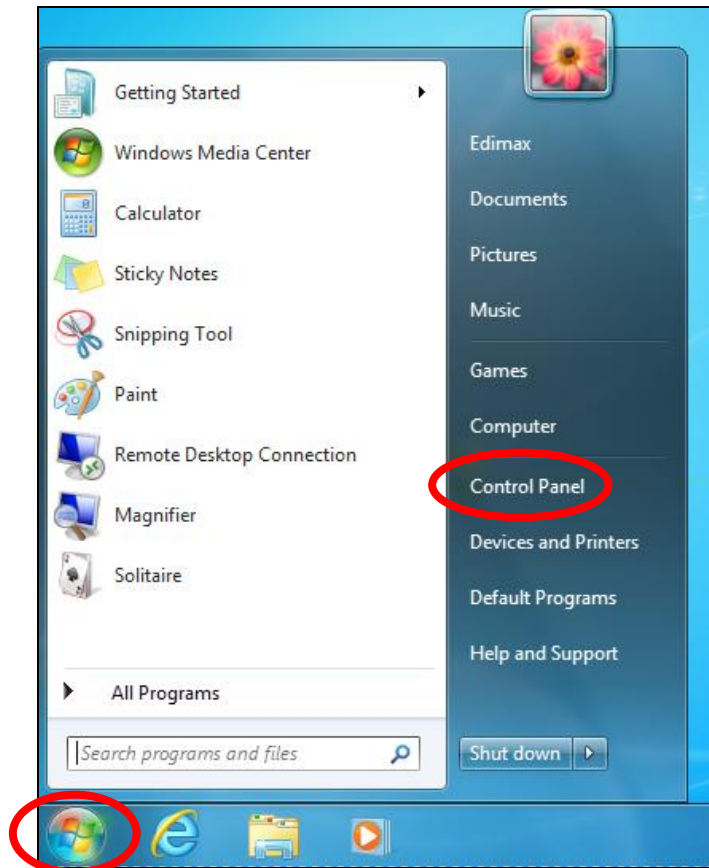 Getting Started
Windows Media Center
Calculator
Sticky Notes
Snipping Tool
Paint
Remote Desktop Connection
Magnifier
Solitaire
All Programs
Search programs and files
Edimax
Documents
Pictures
Music
Games
Computer
Control Panel
Devices and Printers
Default Programs
Help and Support
Shut down